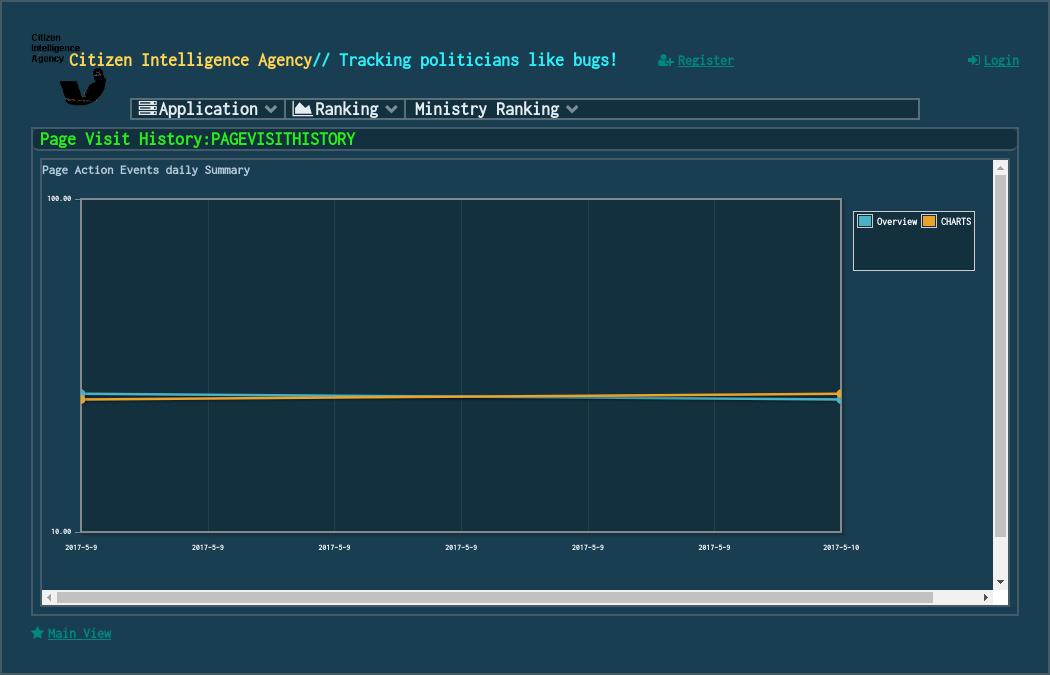 Citizen
Intelligence
Agency
Citizen Intelligence Agency// Tracking politicians like bugs!
Register
Login
Application
Ranking
Ministry Ranking
Page Visit History:PAGEVISITHISTORY
Page Action Events daily Summary
100.00
Overview
CHARTS
10.00
2017-5-9 2017-5-9 2017-5-9 2017-5-9 2017-5-9 2017-5-9 2017-5-10
Main View